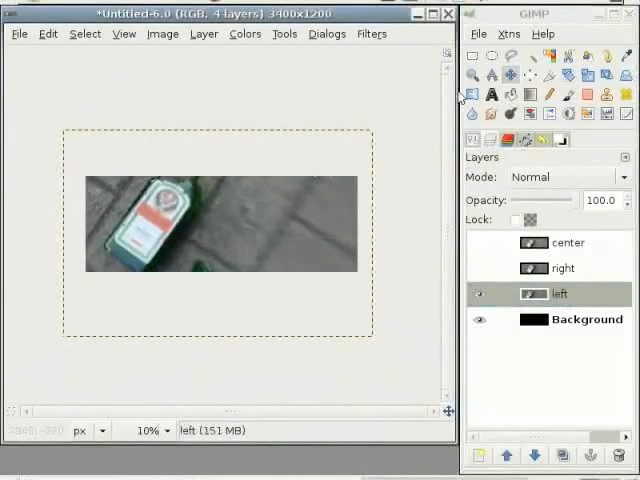 *Untitled-6.0 (RGB, 4 layers) 3400x1200
File Edit Select View Image Layer Colors Tools Dialogs Filters
px 10% left (151 MB)
GIMP
File Xtns Help
Layers
Mode: Normal
Opacity: 100.0
Lock:
center
right
left
Background